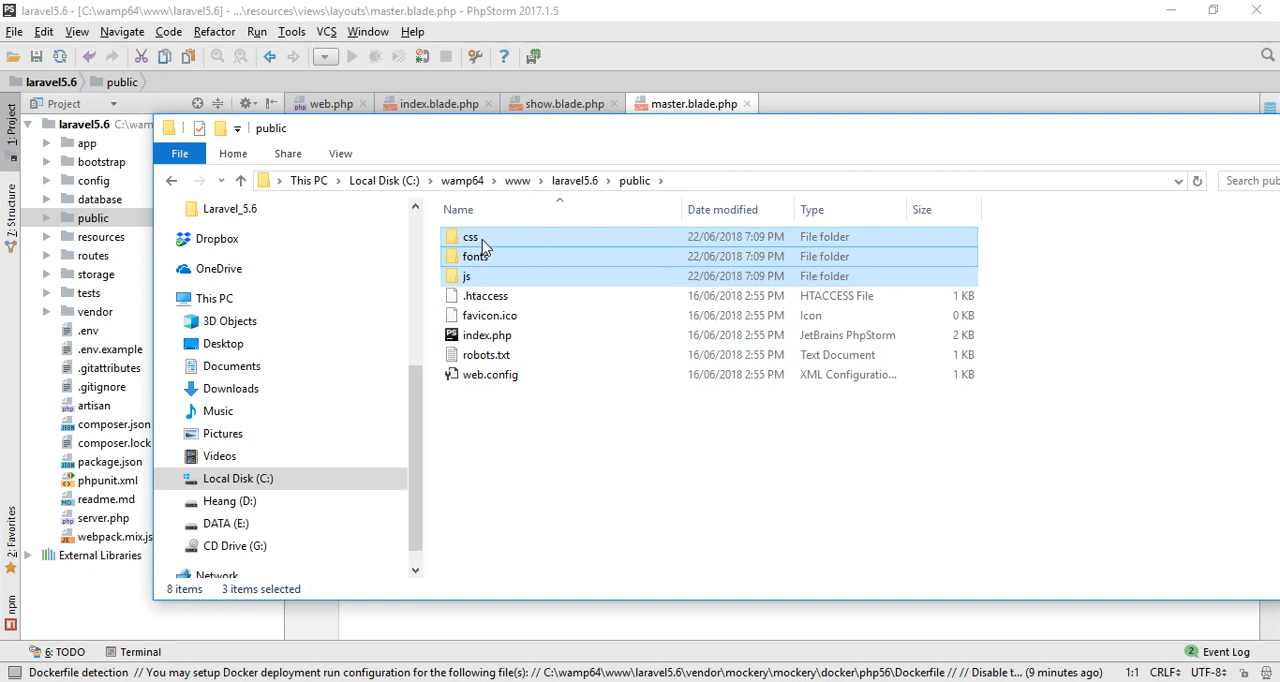 PS laravel5.6 - [C:\wamp64\www\laravel5.6] - ...\resources\views\layouts\master.blade.php - PhpStorm 2017.1.5
File Edit View Navigate Code Refactor Run Tools VCS Window Help
laravel5.6 public
Project
web.php index.blade.php show.blade.php master.blade.php
1: Project
Z: Structure
2: Favorites
npm
laravel5.6 C:\wam
app
bootstrap
config
database
public
resources
routes
storage
tests
vendor
.env
.env.example
.gitattributes
.gitignore
artisan
composer.json
composer.lock
package.json
phpunit.xml
readme.md
server.php
webpack.mix.js
External Libraries
public
File Home Share View
This PC Local Disk (C:) wamp64 www laravel5.6 public
Search pub
Laravel_5.6
Dropbox
OneDrive
This PC
3D Objects
Desktop
Documents
Downloads
Music
Pictures
Videos
Local Disk (C:)
Heang (D:)
DATA (E:)
CD Drive (G:)
Network
Name Date modified Type Size
css 22/06/2018 7:09 PM File folder
fonts 22/06/2018 7:09 PM File folder
js 22/06/2018 7:09 PM File folder
.htaccess 16/06/2018 2:55 PM HTACCESS File 1 KB
favicon.ico 16/06/2018 2:55 PM Icon 0 KB
index.php 16/06/2018 2:55 PM JetBrains PhpStorm 2 KB
robots.txt 16/06/2018 2:55 PM Text Document 1 KB
web.config 16/06/2018 2:55 PM XML Configuratio... 1 KB
8 items 3 items selected
6: TODO Terminal 2 Event Log
Dockerfile detection // You may setup Docker deployment run configuration for the following file(s): // C:\wamp64\www\laravel5.6\vendor\mockery\mockery\docker\php56\Dockerfile // // Disable t... (9 minutes ago) 1:1 CRLF UTF-8